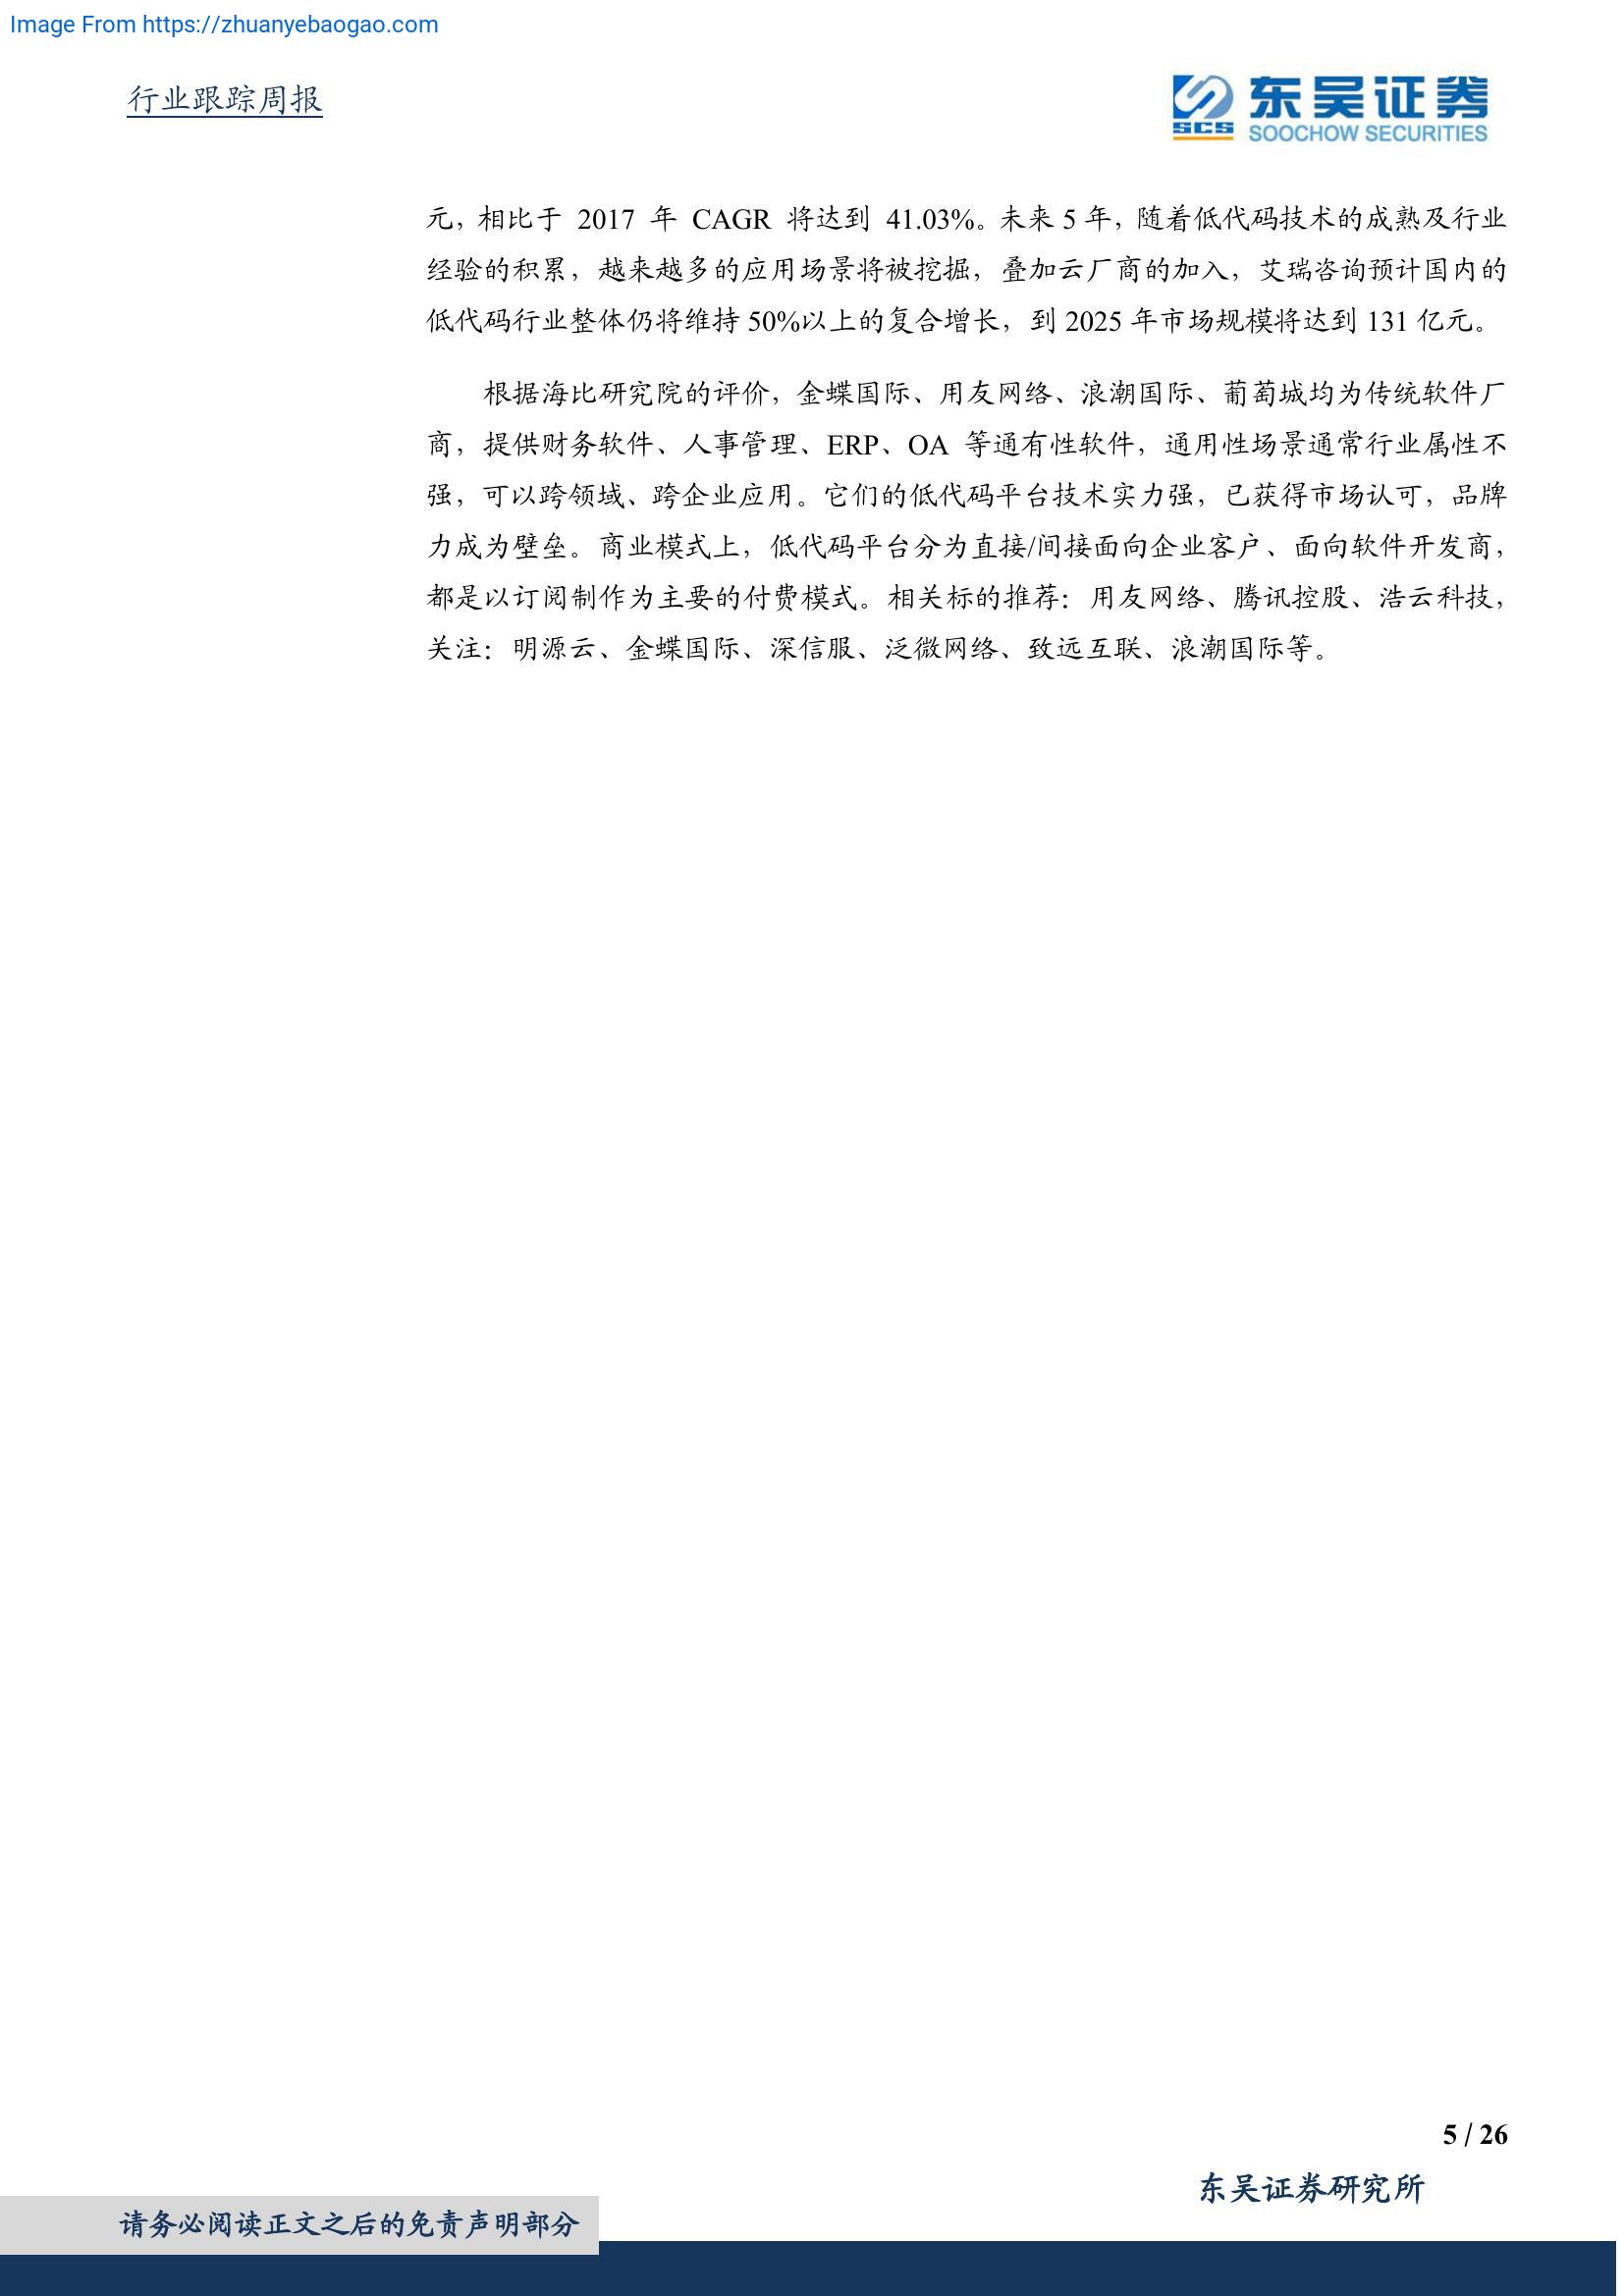 Image From https://zhuanyebaogao.com
行业跟踪周报
SCS
东吴证券
SOOCHOW SECURITIES
元，相比于 2017 年 CAGR 将达到 41.03%。未来 5 年，随着低代码技术的成熟及行业
经验的积累，越来越多的应用场景将被挖掘，叠加云厂商的加入，艾瑞咨询预计国内的
低代码行业整体仍将维持 50%以上的复合增长，到 2025 年市场规模将达到 131 亿元。
根据海比研究院的评价，金蝶国际、用友网络、浪潮国际、葡萄城均为传统软件厂
商，提供财务软件、人事管理、ERP、OA 等通有性软件，通用性场景通常行业属性不
强，可以跨领域、跨企业应用。它们的低代码平台技术实力强，已获得市场认可，品牌
力成为壁垒。商业模式上，低代码平台分为直接/间接面向企业客户、面向软件开发商，
都是以订阅制作为主要的付费模式。相关标的推荐：用友网络、腾讯控股、浩云科技，
关注：明源云、金蝶国际、深信服、泛微网络、致远互联、浪潮国际等。
5 / 26
东吴证券研究所
请务必阅读正文之后的免责声明部分